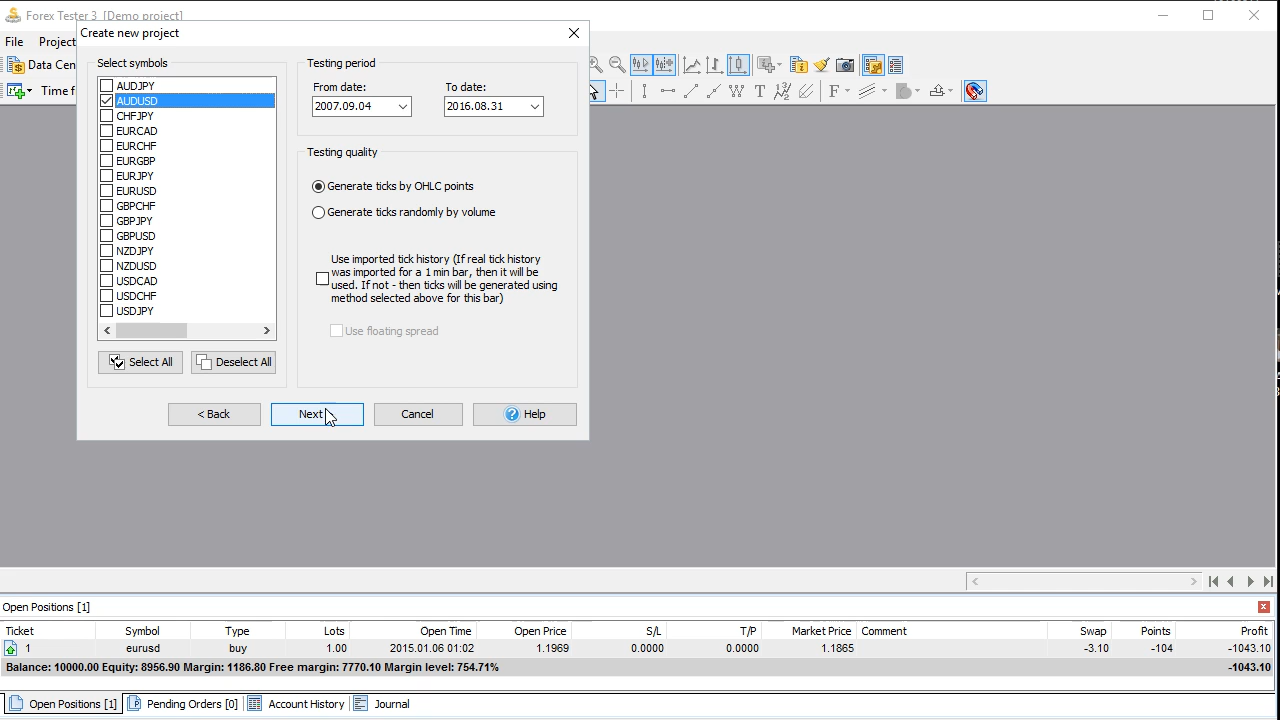 Forex Tester 3 [Demo project]
Create new project
File
Project
Data Cen
Time f
Select symbols
AUDJPY
AUDUSD
CHFJPY
EURCAD
EURCHF
EURGBP
EURJPY
EURUSD
GBPCHF
GBPJPY
GBPUSD
NZDJPY
NZDUSD
USDCAD
USDCHF
USDJPY
Select All
Deselect All
Testing period
From date:
To date:
2007.09.04
2016.08.31
Testing quality
Generate ticks by OHLC points
Generate ticks randomly by volume
Use imported tick history (If real tick history
was imported for a 1 min bar, then it will be
used. If not - then ticks will be generated using
method selected above for this bar)
Use floating spread
< Back
Next
Cancel
Help
Open Positions [1]
Ticket Symbol Type Lots Open Time Open Price S/L T/P Market Price Comment Swap Points Profit
1 eurusd buy 1.00 2015.01.06 01:02 1.1969 0.0000 0.0000 1.1865 -3.10 -104 -1043.10
Balance: 10000.00 Equity: 8956.90 Margin: 1186.80 Free margin: 7770.10 Margin level: 754.71% -1043.10
Open Positions [1]
Pending Orders [0]
Account History
Journal